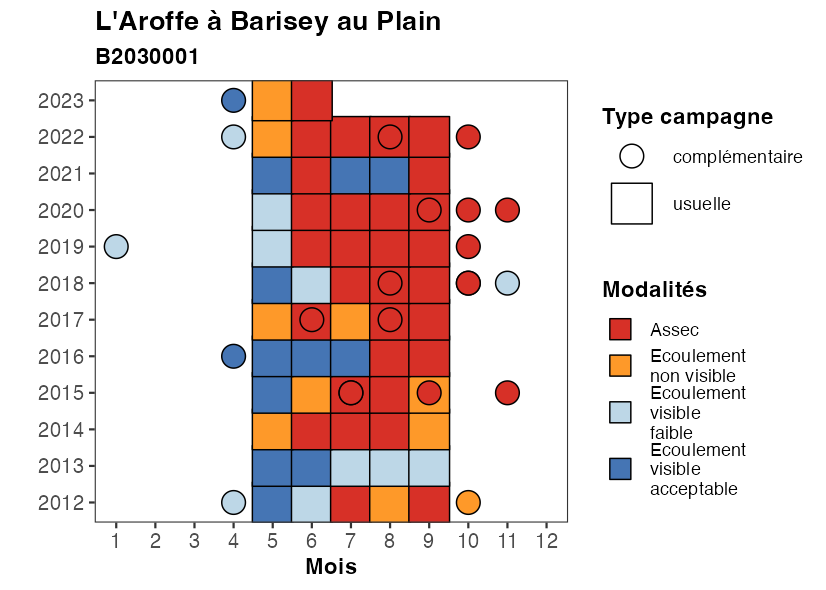 L'Aroffe à Barisey au Plain
B2030001
2023
2022
2021
2020
2019
2018
2017
2016
2015
2014
2013
2012
1 2 3 4 5 6 7 8 9 10 11 12
Mois
Type campagne
complémentaire
usuelle
Modalités
Assec
Ecoulement
non visible
Ecoulement
visible
faible
Ecoulement
visible
acceptable